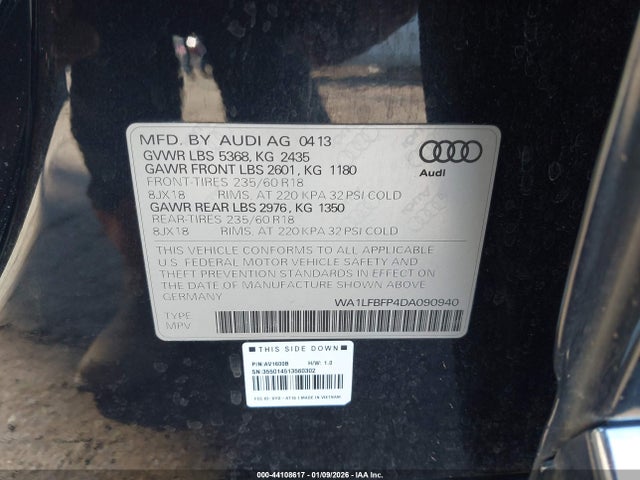 MFD. BY AUDI AG 0413
GVWR LBS 5368, KG 2435
GAWR FRONT LBS 2601, KG 1180
FRONT-TIRES 235/60 R18
8JX18 RIMS, AT 220 KPA 32 PSI COLD
GAWR REAR LBS 2976, KG 1350
REAR-TIRES 235/60 R18
8JX18 RIMS, AT 220 KPA 32 PSI COLD
Audi
THIS VEHICLE CONFORMS TO ALL APPLICABLE
U.S. FEDERAL MOTOR VEHICLE SAFETY AND
THEFT PREVENTION STANDARDS IN EFFECT ON
THE DATE OF MANUFACTURE SHOWN ABOVE.
GERMANY WA1LFBFP4DA090940
TYPE:
MPV
THIS SIDE DOWN
H/W: 1.0
000-44108617 - 01/09/2026 - © IAA, Inc.